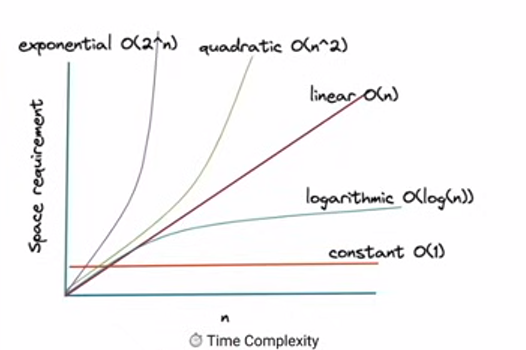 exponential O(2^n)
quadratic O(n^2)
linear O(n)
logarithmic O(log(n))
constant O(1)
Space requirement
n
Time Complexity